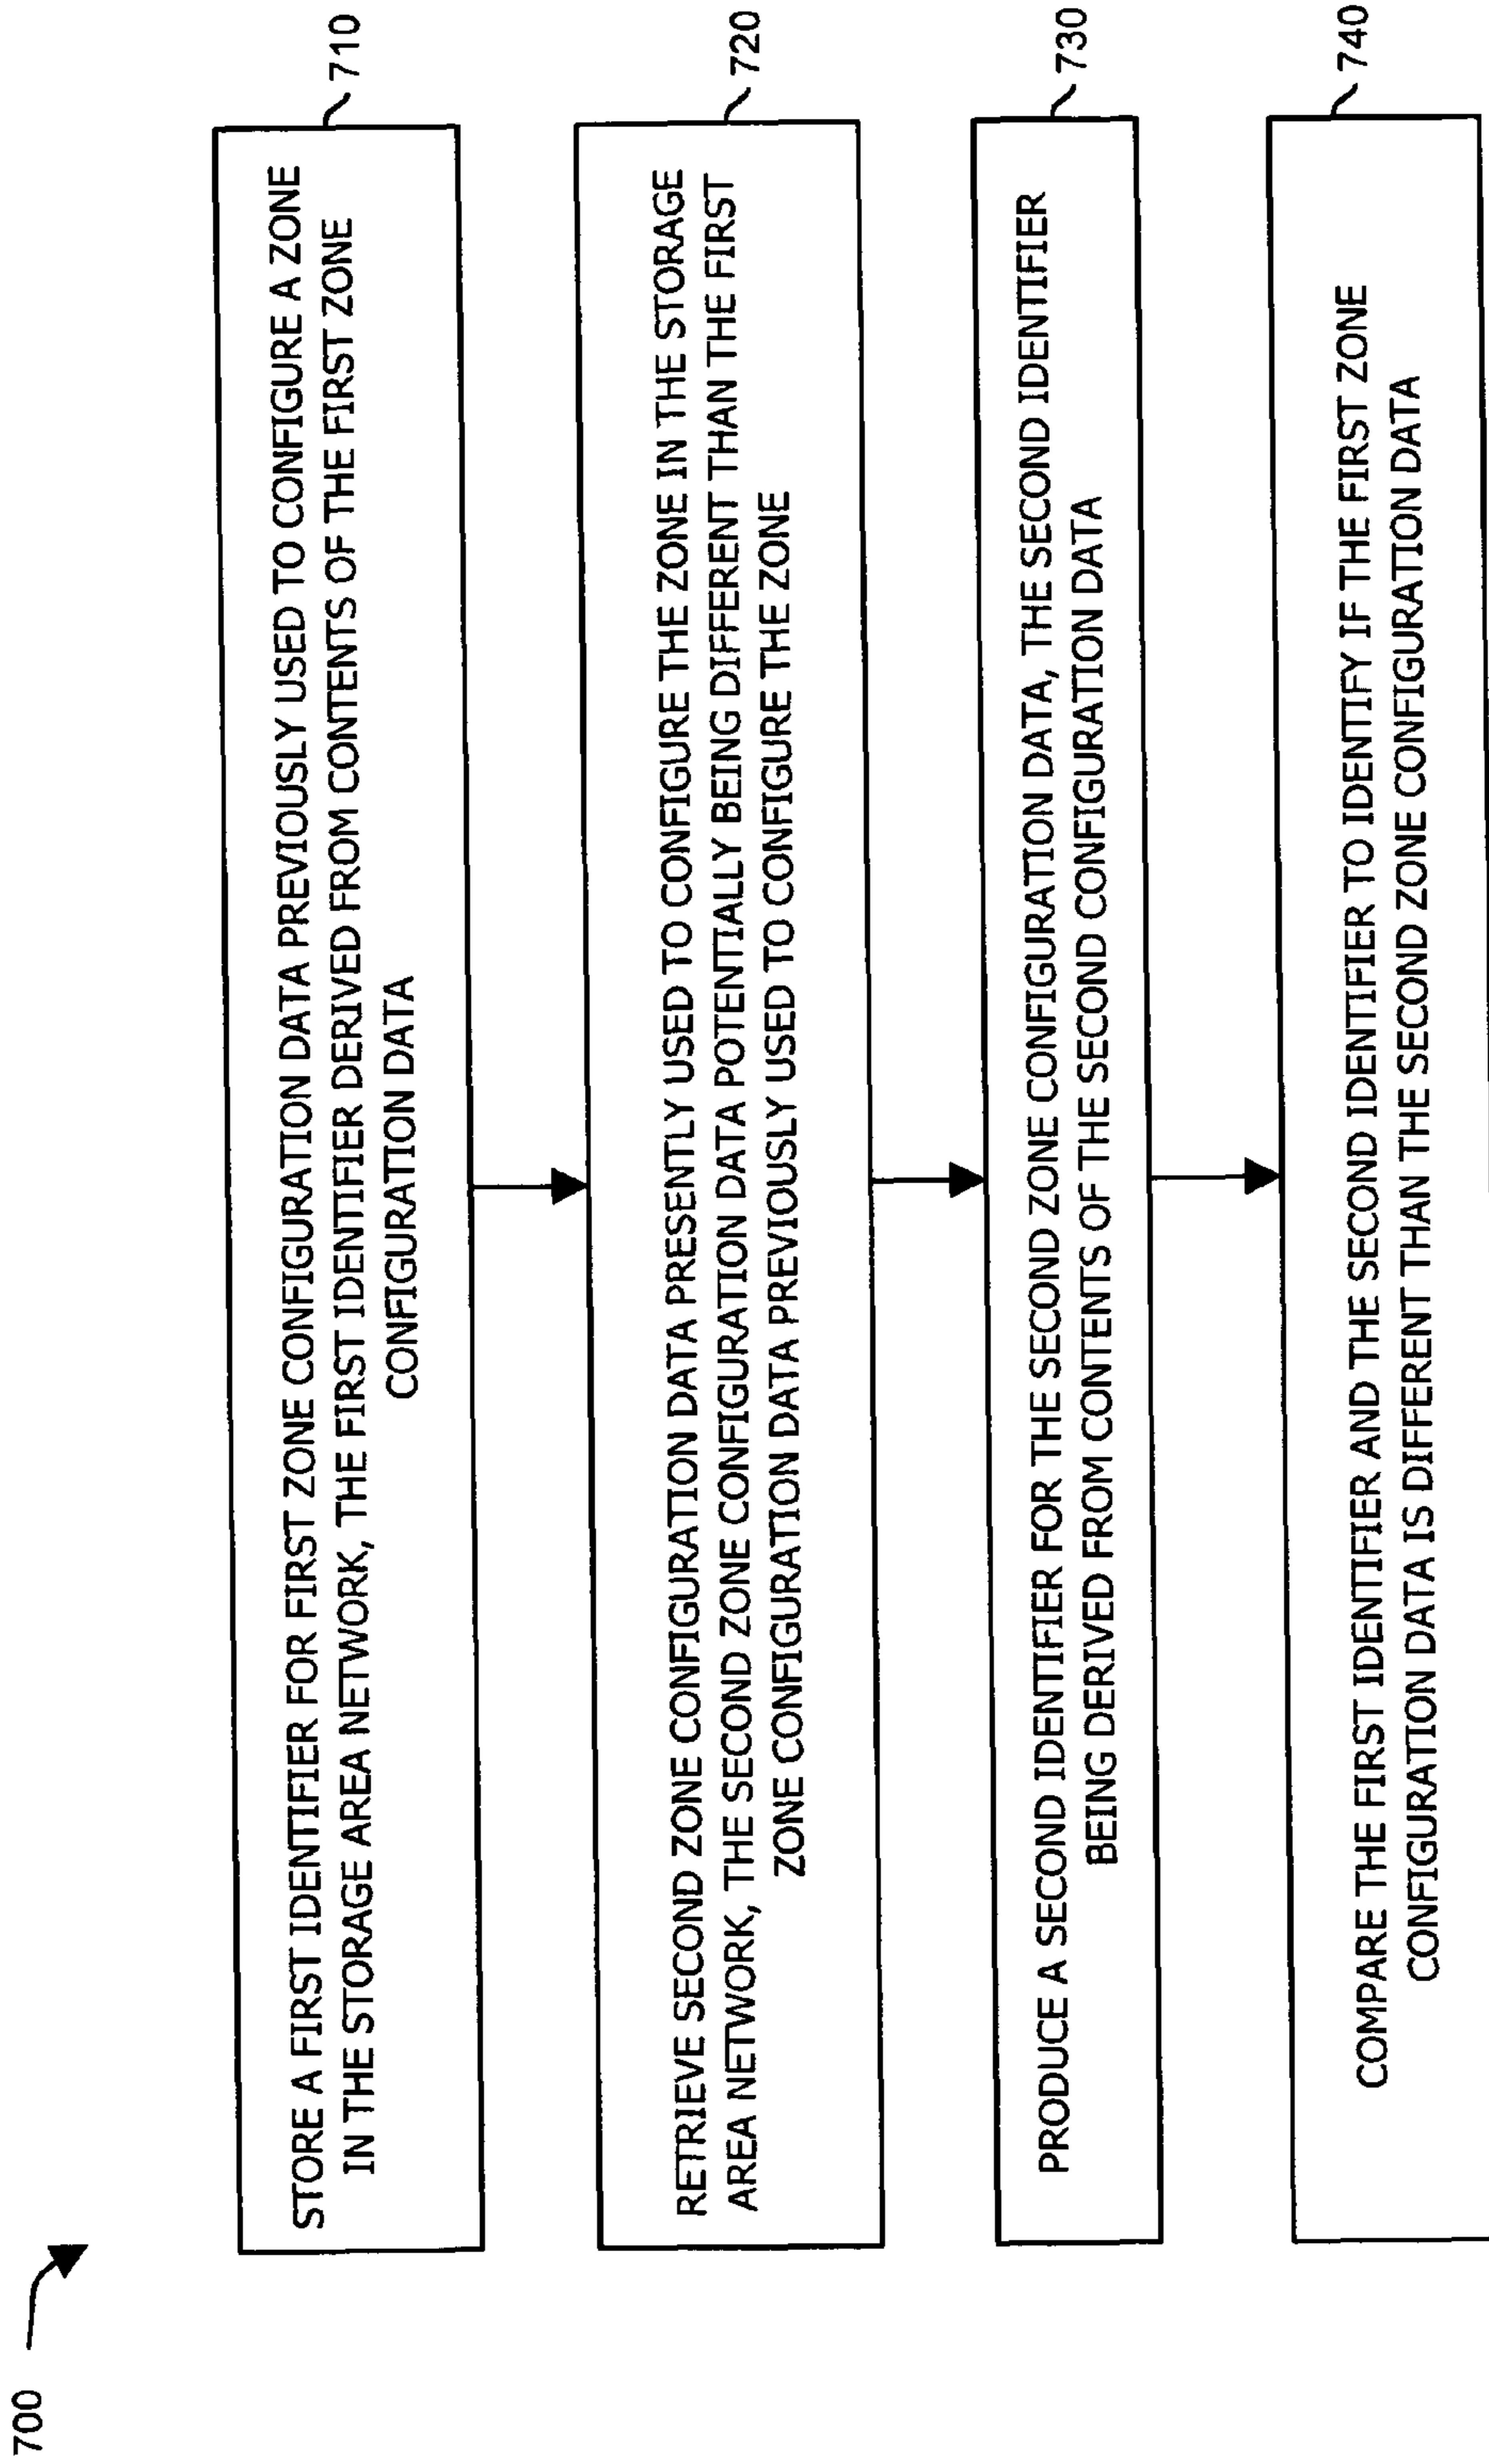 700
STORE A FIRST IDENTIFIER FOR FIRST ZONE CONFIGURATION DATA PREVIOUSLY USED TO CONFIGURE A ZONE
IN THE STORAGE AREA NETWORK, THE FIRST IDENTIFIER DERIVED FROM CONTENTS OF THE FIRST ZONE
CONFIGURATION DATA
710
RETRIEVE SECOND ZONE CONFIGURATION DATA PRESENTLY USED TO CONFIGURE THE ZONE IN THE STORAGE
AREA NETWORK, THE SECOND ZONE CONFIGURATION DATA POTENTIALLY BEING DIFFERENT THAN THE FIRST
ZONE CONFIGURATION DATA PREVIOUSLY USED TO CONFIGURE THE ZONE
720
PRODUCE A SECOND IDENTIFIER FOR THE SECOND ZONE CONFIGURATION DATA, THE SECOND IDENTIFIER
BEING DERIVED FROM CONTENTS OF THE SECOND CONFIGURATION DATA
730
COMPARE THE FIRST IDENTIFIER AND THE SECOND IDENTIFIER TO IDENTIFY IF THE FIRST ZONE
CONFIGURATION DATA IS DIFFERENT THAN THE SECOND ZONE CONFIGURATION DATA
740